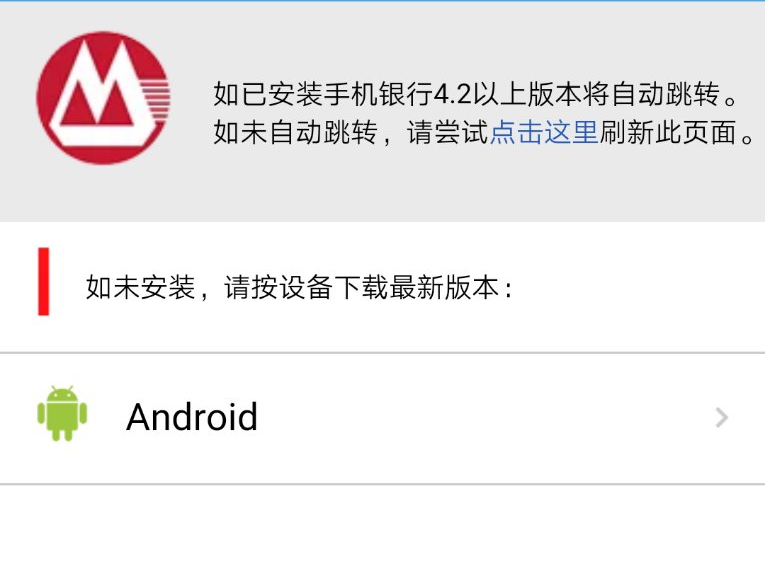 如已安装手机银行4.2以上版本将自动跳转。
如未自动跳转，请尝试点击这里刷新此页面。
如未安装，请按设备下载最新版本：
Android